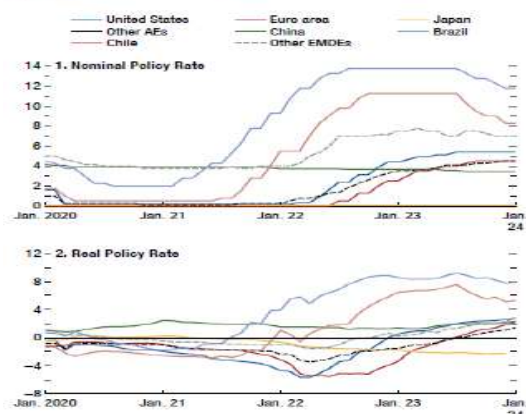 United States Euro area Japan
Other AEs China Brazil
Chile Other EMDEs
14 1. Nominal Policy Rate
12
10
8
6
4
2
0
Jan. 2020 Jan. 21 Jan. 22 Jan. 23 Jan.
24
12 2. Real Policy Rate
8
4
0
−4
−8
Jan. 2020 Jan. 21 Jan. 22 Jan. 23 Jan.